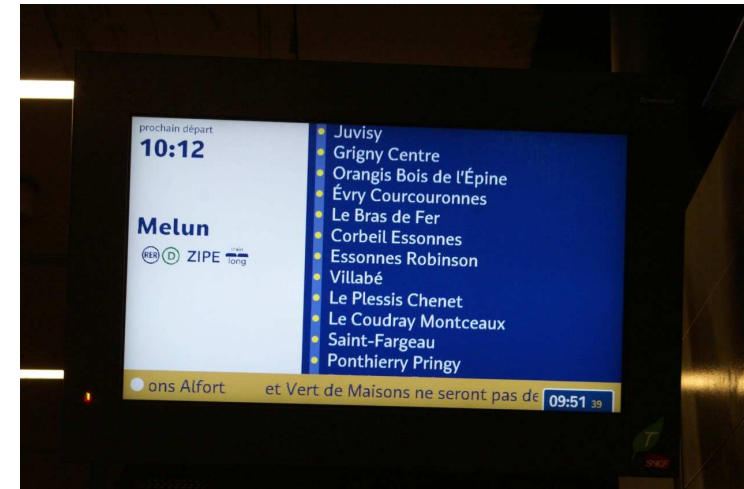 prochain départ
10:12
Melun
RER D ZIPE train long
Juvisy
Grigny Centre
Orangis Bois de l'Épine
Évry Courcouronnes
Le Bras de Fer
Corbeil Essonnes
Essonnes Robinson
Villabé
Le Plessis Chenet
Le Coudray Montceaux
Saint-Fargeau
Ponthierry Pringy
ons Alfort et Vert de Maisons ne seront pas de
09:51 39
T
SNCF